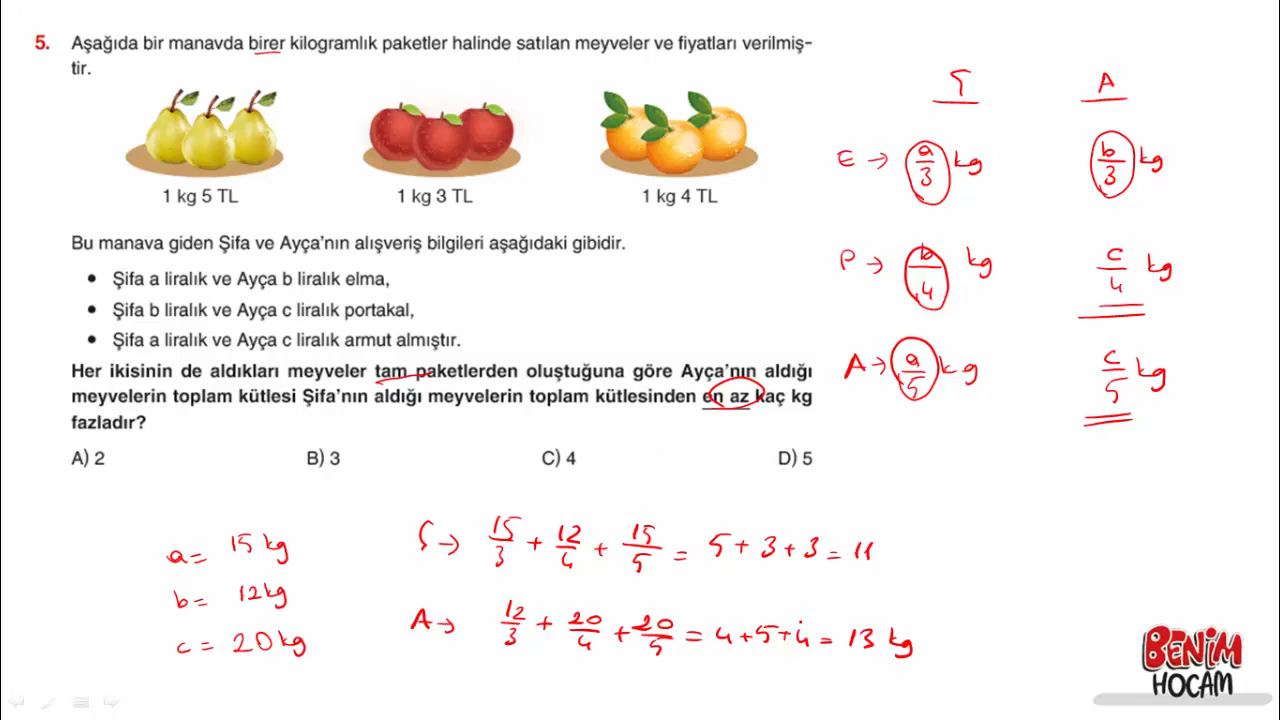 5. Aşağıda bir manavda birer kilogramlık paketler halinde satılan meyveler ve fiyatları verilmiş-
tir.
1 kg 5 TL 1 kg 3 TL 1 kg 4 TL
Bu manava giden Şifa ve Ayça'nın alışveriş bilgileri aşağıdaki gibidir.
• Şifa a liralık ve Ayça b liralık elma,
• Şifa b liralık ve Ayça c liralık portakal,
• Şifa a liralık ve Ayça c liralık armut almıştır.
Her ikisinin de aldıkları meyveler tam paketlerden oluştuğuna göre Ayça'nın aldığı
meyvelerin toplam kütlesi Şifa'nın aldığı meyvelerin toplam kütlesinden en az kaç kg
fazladır?
A) 2 B) 3 C) 4 D) 5
Ş A
E → a/3 kg b/3 kg
P → b/4 kg c/4 kg
A → a/5 kg c/5 kg
a = 15 kg
b = 12 kg
c = 20 kg
Ş → 15/3 + 12/4 + 15/5 = 5 + 3 + 3 = 11
A → 12/3 + 20/4 + 20/5 = 4 + 5 + 4 = 13 kg
BENiM
HOCAM